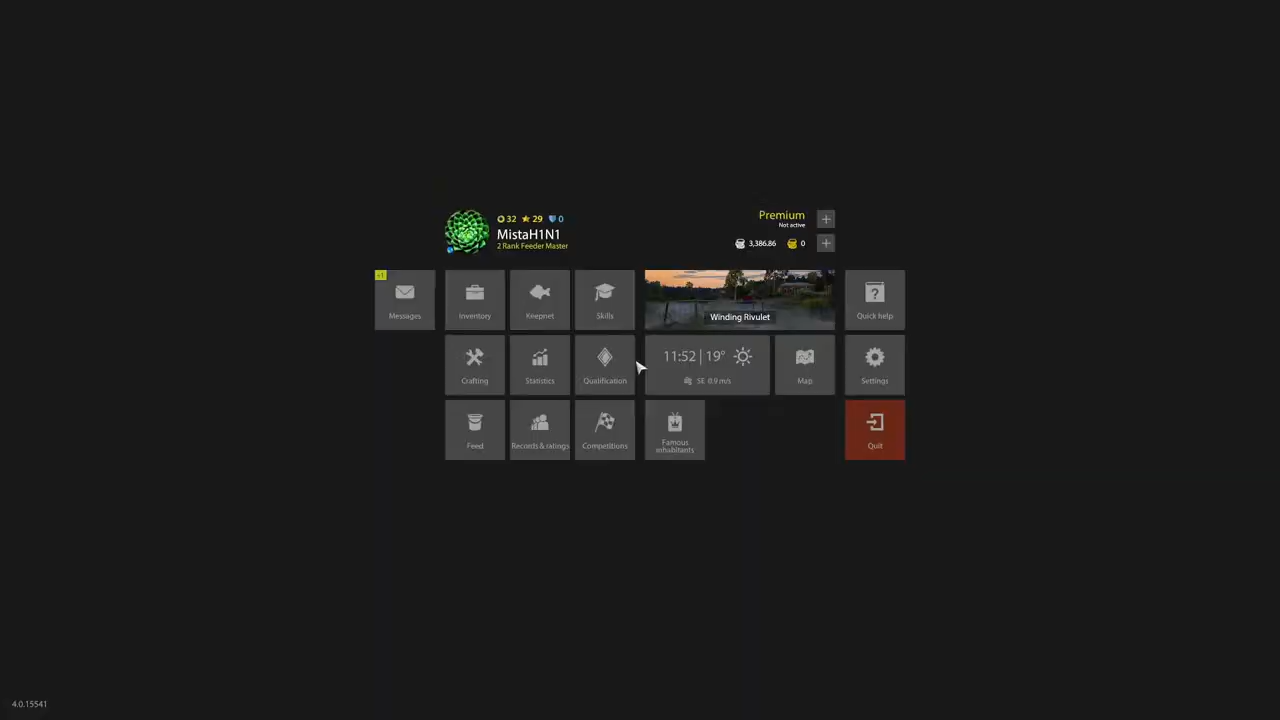 32 29 0
MistaH1N1
2 Rank Feeder Master
Premium
Not active
3,386.86 0
+1
Messages
Inventory
Keepnet
Skills
Winding Rivulet
Quick help
Crafting
Statistics
Qualification
11:52 | 19°
SE 0.9 m/s
Map
Settings
Feed
Records & ratings
Competitions
Famous
inhabitants
Quit
4.0.15541